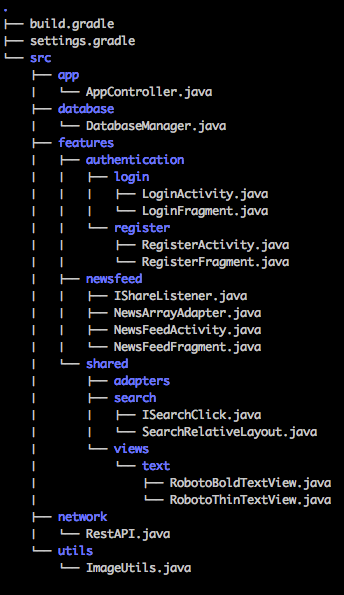 .
├── build.gradle
├── settings.gradle
└── src
    ├── app
    |   └── AppController.java
    ├── database
    |   └── DatabaseManager.java
    ├── features
    |   ├── authentication
    |   |   ├── login
    |   |   |   ├── LoginActivity.java
    |   |   |   └── LoginFragment.java
    |   |   └── register
    |   |       ├── RegisterActivity.java
    |   |       └── RegisterFragment.java
    |   ├── newsfeed
    |   |   ├── IShareListener.java
    |   |   ├── NewsArrayAdapter.java
    |   |   ├── NewsFeedActivity.java
    |   |   └── NewsFeedFragment.java
    |   └── shared
    |       ├── adapters
    |       ├── search
    |       |   ├── ISearchClick.java
    |       |   └── SearchRelativeLayout.java
    |       └── views
    |           └── text
    |               ├── RobotoBoldTextView.java
    |               └── RobotoThinTextView.java
    ├── network
    |   └── RestAPI.java
    └── utils
        └── ImageUtils.java